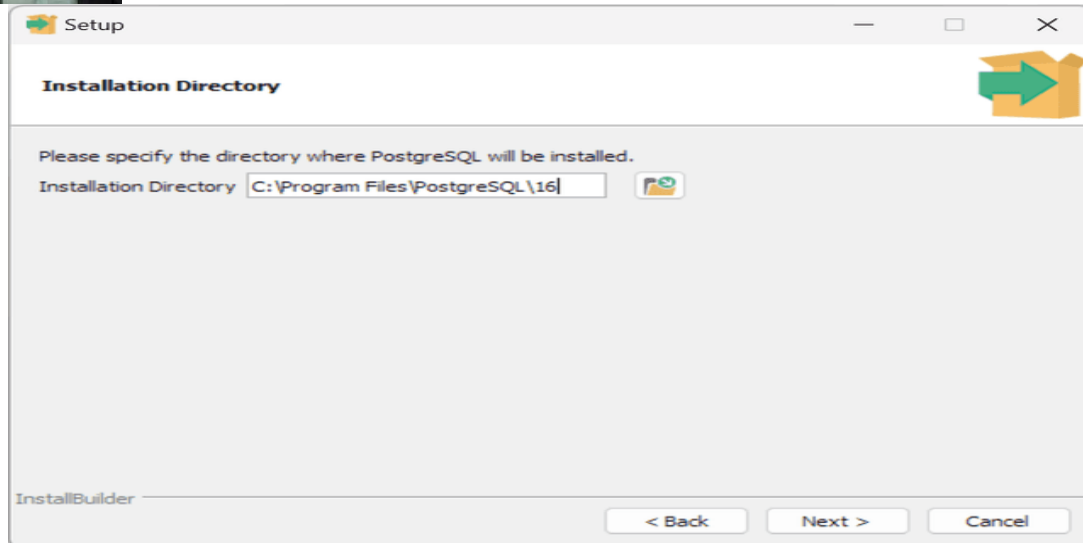 Setup
Installation Directory
Please specify the directory where PostgreSQL will be installed.
Installation Directory C:\Program Files\PostgreSQL\16
InstallBuilder
< Back Next > Cancel